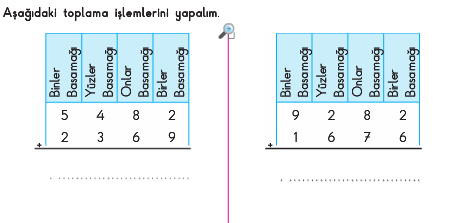 Aşağıdaki toplama işlemlerini yapalım.
Binler Basamağı Yüzler Basamağı Onlar Basamağı Birler Basamağı
5 4 8 2
2 3 6 9
+
Binler Basamağı Yüzler Basamağı Onlar Basamağı Birler Basamağı
9 2 8 2
1 6 7 6
+